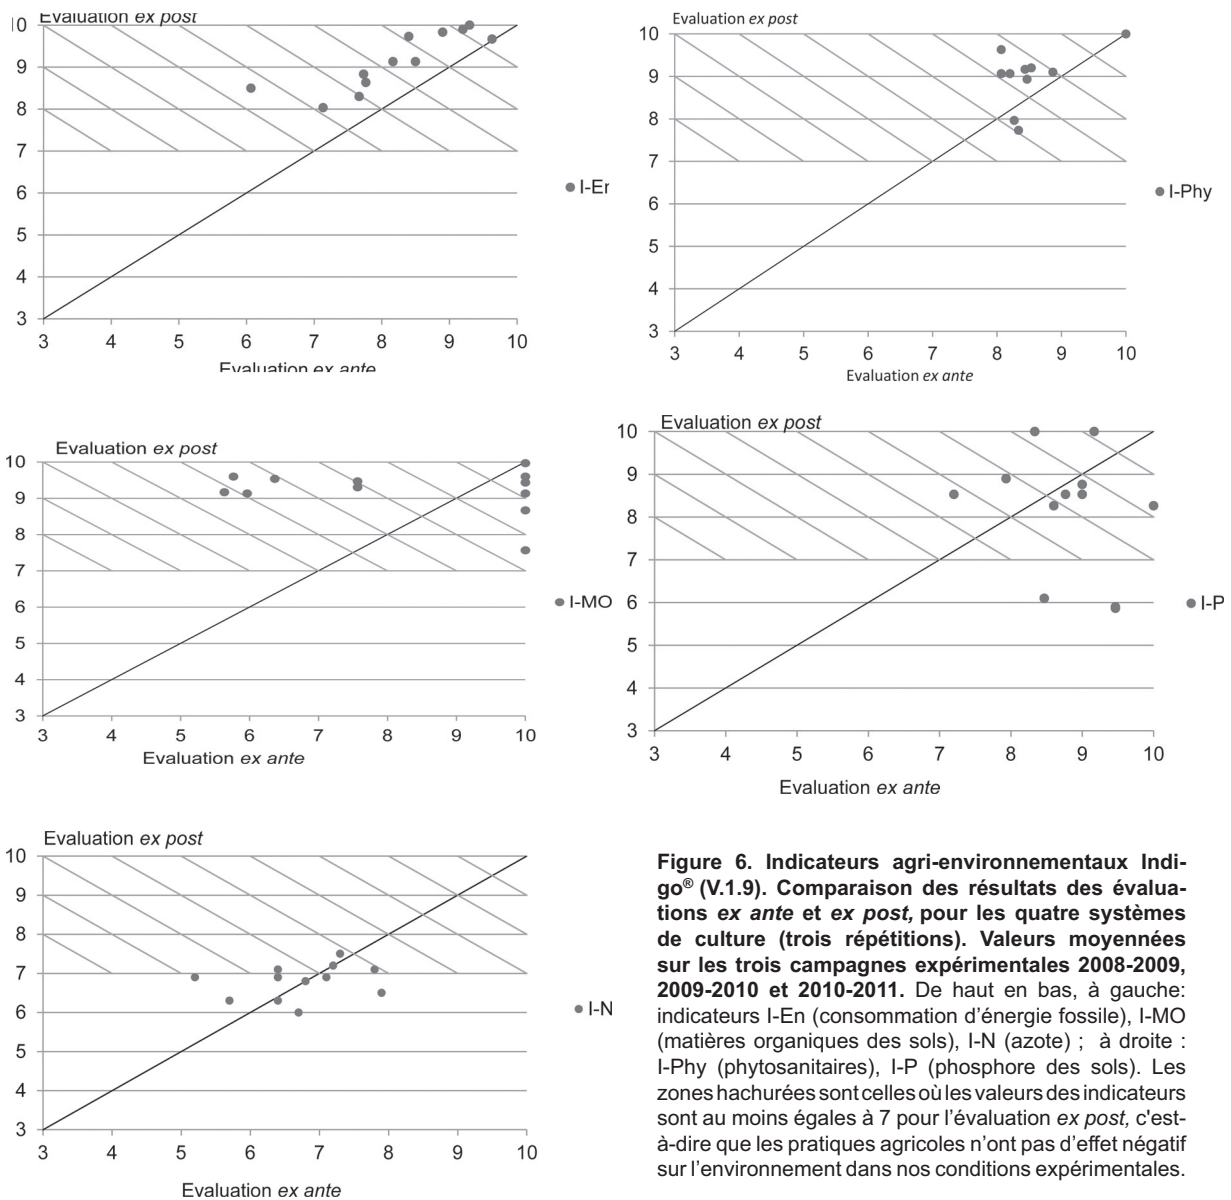 Evaluation ex post
10
9
8
7
6
5
4
3
3 4 5 6 7 8 9 10
Evaluation ex ante
I-En
Evaluation ex post
10
9
8
7
6
5
4
3
3 4 5 6 7 8 9 10
Evaluation ex ante
I-Phy
Evaluation ex post
10
9
8
7
6
5
4
3
3 4 5 6 7 8 9 10
Evaluation ex ante
I-MO
Evaluation ex post
10
9
8
7
6
5
4
3
3 4 5 6 7 8 9 10
Evaluation ex ante
I-P
Evaluation ex post
10
9
8
7
6
5
4
3
3 4 5 6 7 8 9 10
Evaluation ex ante
I-N
Figure 6. Indicateurs agri-environnementaux Indi-
go® (V.1.9). Comparaison des résultats des évalua-
tions ex ante et ex post, pour les quatre systèmes
de culture (trois répétitions). Valeurs moyennées
sur les trois campagnes expérimentales 2008-2009,
2009-2010 et 2010-2011. De haut en bas, à gauche:
indicateurs I-En (consommation d’énergie fossile), I-MO
(matières organiques des sols), I-N (azote) ; à droite :
I-Phy (phytosanitaires), I-P (phosphore des sols). Les
zones hachurées sont celles où les valeurs des indicateurs
sont au moins égales à 7 pour l’évaluation ex post, c'est-
à-dire que les pratiques agricoles n’ont pas d’effet négatif
sur l’environnement dans nos conditions expérimentales.